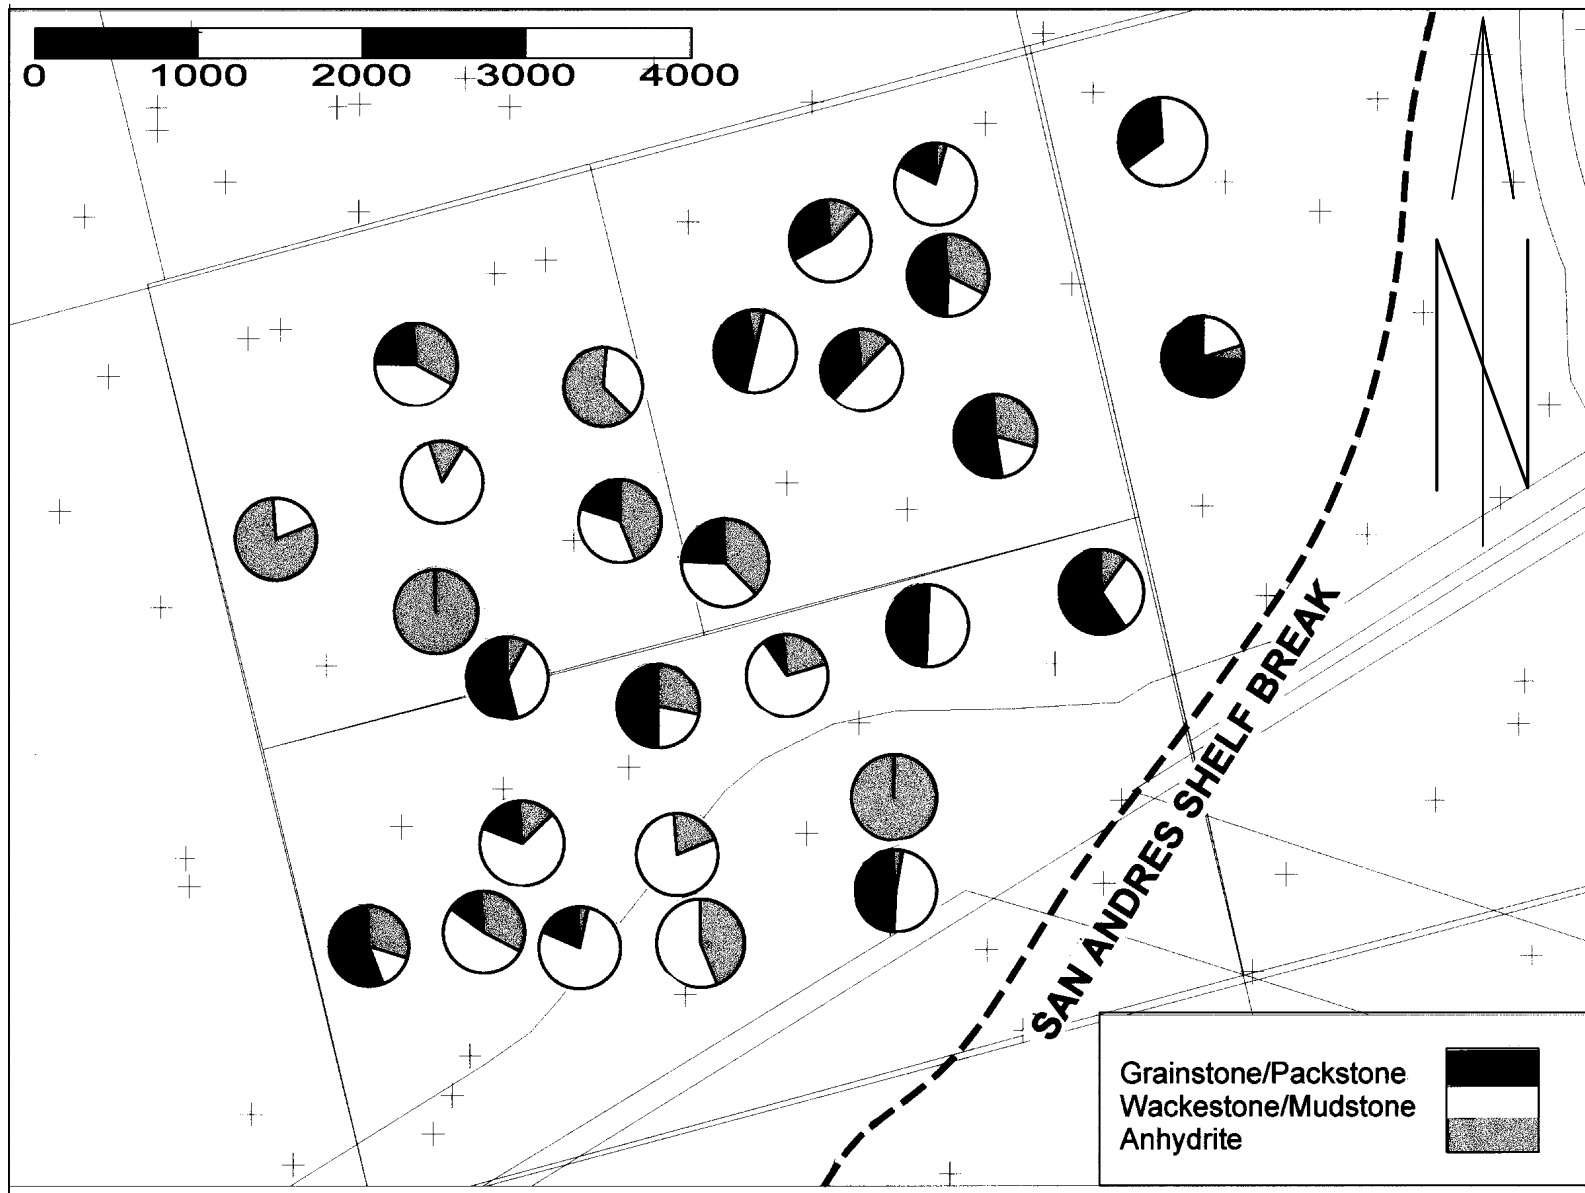 0 1000 2000 3000 4000
N
SAN ANDRES SHELF BREAK
Grainstone/Packstone
Wackestone/Mudstone
Anhydrite